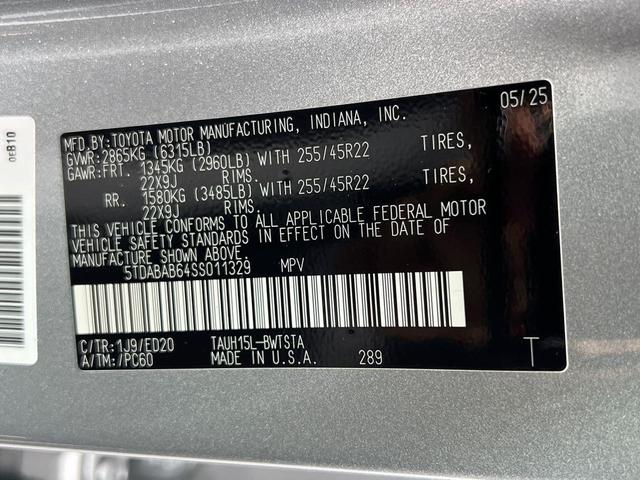 05/25
MFD.BY:TOYOTA MOTOR MANUFACTURING, INDIANA, INC.
GVWR:2865KG (6315LB)
GAWR:FRT. 1345KG (2960LB) WITH 255/45R22 TIRES,
22X9J RIMS.
RR. 1580KG (3485LB) WITH 255/45R22 TIRES,
22X9J RIMS.
THIS VEHICLE CONFORMS TO ALL APPLICABLE FEDERAL MOTOR
VEHICLE SAFETY STANDARDS IN EFFECT ON THE DATE OF
MANUFACTURE SHOWN ABOVE.
5TDABAB64SS011329 MPV
C/TR:1J9/ED20 TAUH15L-BWTSTA
A/TM:/PC60 MADE IN U.S.A. 289 T